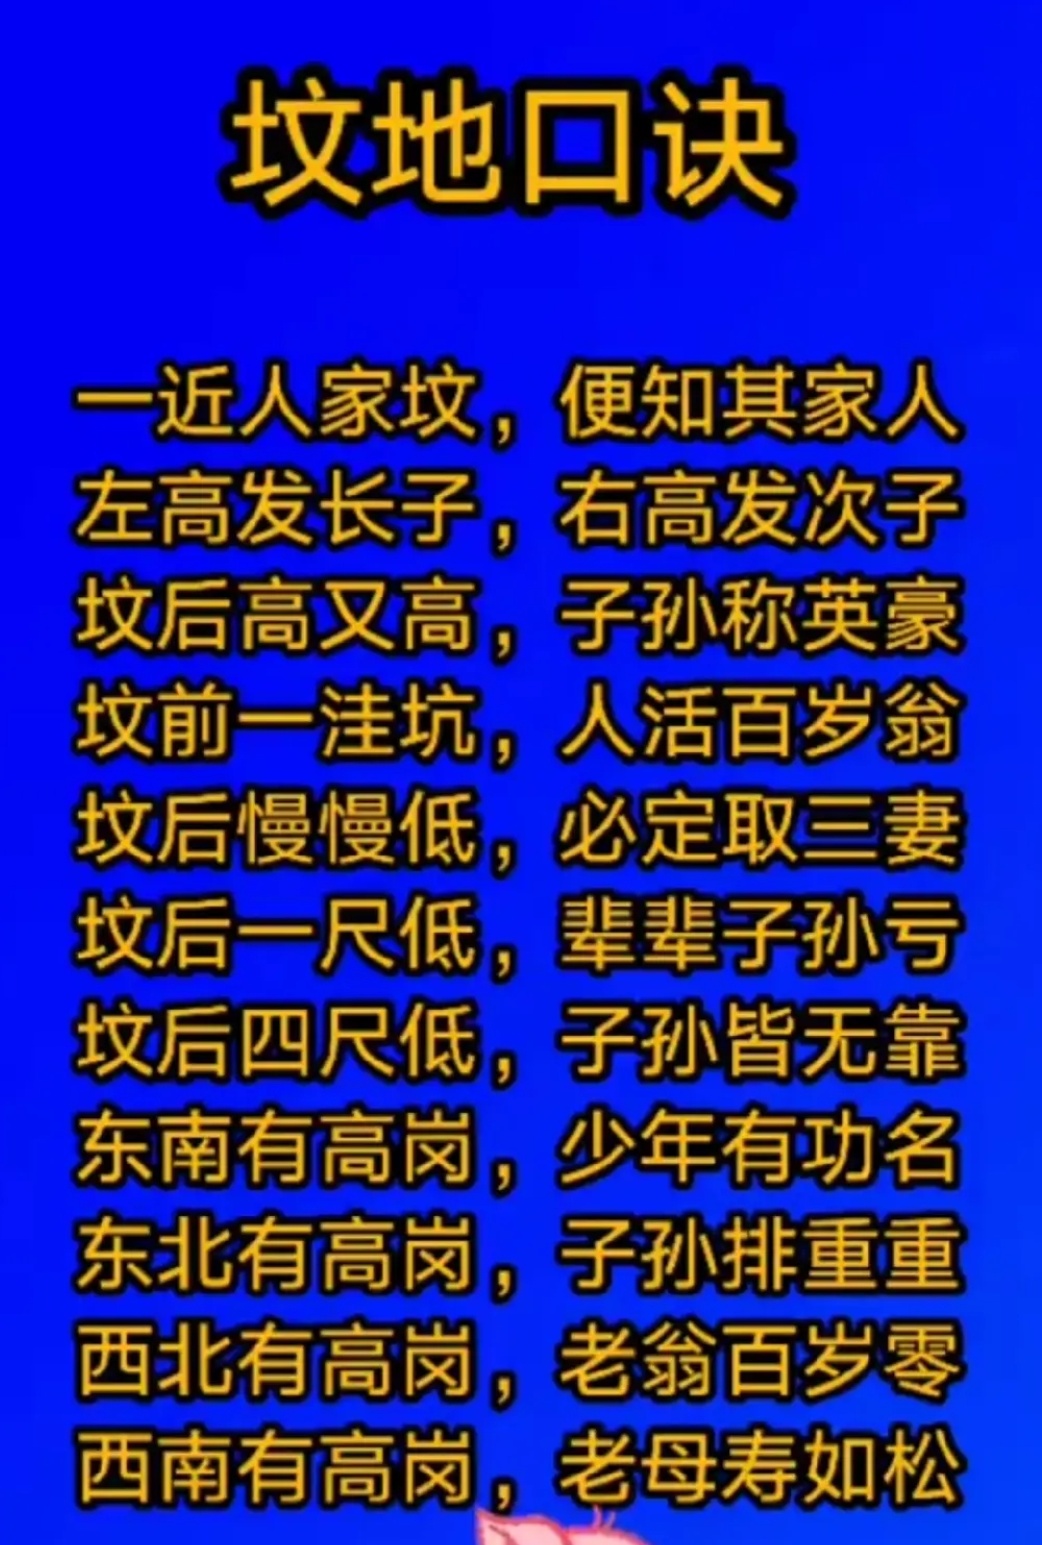 坟地口诀
一近人家坟，便知其家人
左高发长子，右高发次子
坟后高又高，子孙称英豪
坟前一洼坑，人活百岁翁
坟后慢慢低，必定取三妻
坟后一尺低，辈辈子孙亏
坟后四尺低，子孙皆无靠
东南有高岗，少年有功名
东北有高岗，子孙排重重
西北有高岗，老翁百岁零
西南有高岗，老母寿如松